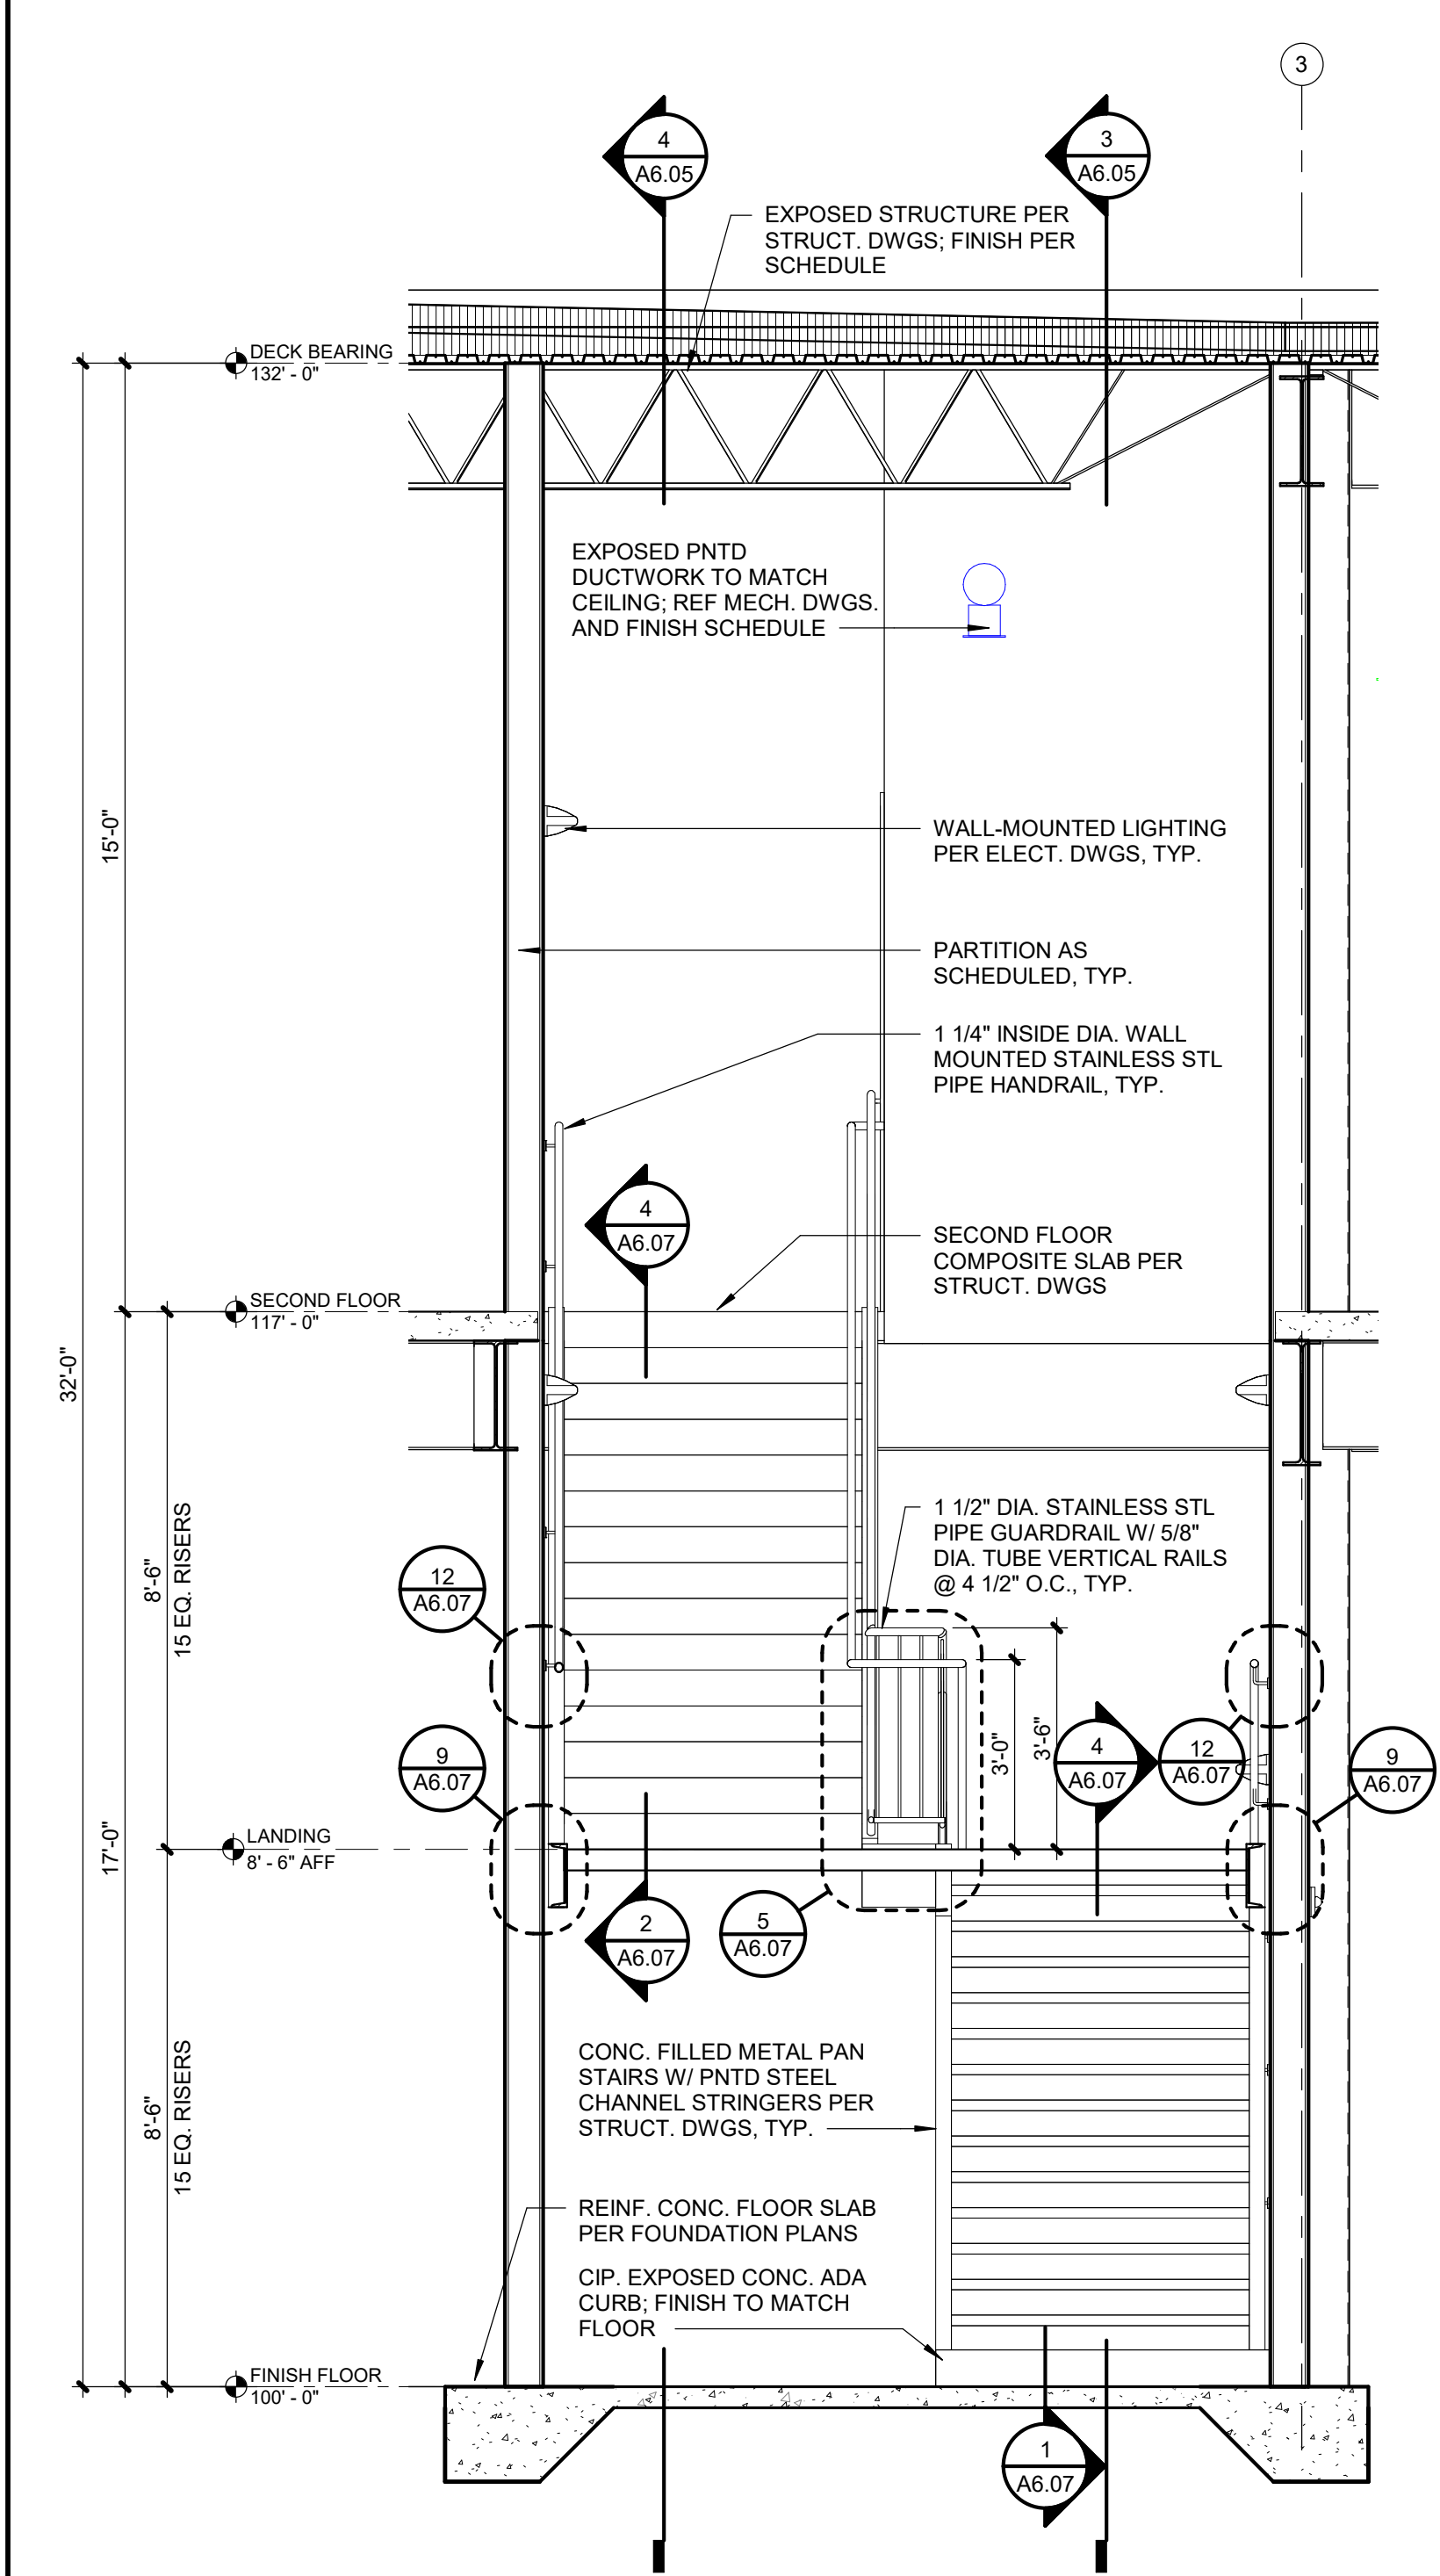 3
4
A6.05
3
A6.05
EXPOSED STRUCTURE PER
STRUCT. DWGS; FINISH PER
SCHEDULE
DECK BEARING
132' - 0"
EXPOSED PNTD
DUCTWORK TO MATCH
CEILING; REF MECH. DWGS.
AND FINISH SCHEDULE
15'-0"
WALL-MOUNTED LIGHTING
PER ELECT. DWGS, TYP.
PARTITION AS
SCHEDULED, TYP.
1 1/4" INSIDE DIA. WALL
MOUNTED STAINLESS STL
PIPE HANDRAIL, TYP.
4
A6.07
SECOND FLOOR
COMPOSITE SLAB PER
STRUCT. DWGS
SECOND FLOOR
117' - 0"
32'-0"
1 1/2" DIA. STAINLESS STL
PIPE GUARDRAIL W/ 5/8"
DIA. TUBE VERTICAL RAILS
@ 4 1/2" O.C., TYP.
8'-6"
15 EQ. RISERS
12
A6.07
3'-0"
3'-6"
9
A6.07
4
A6.07
12
A6.07
9
A6.07
17'-0"
LANDING
8' - 6" AFF
2
A6.07
5
A6.07
CONC. FILLED METAL PAN
STAIRS W/ PNTD STEEL
CHANNEL STRINGERS PER
STRUCT. DWGS, TYP.
8'-6"
15 EQ. RISERS
REINF. CONC. FLOOR SLAB
PER FOUNDATION PLANS
CIP. EXPOSED CONC. ADA
CURB; FINISH TO MATCH
FLOOR
FINISH FLOOR
100' - 0"
1
A6.07